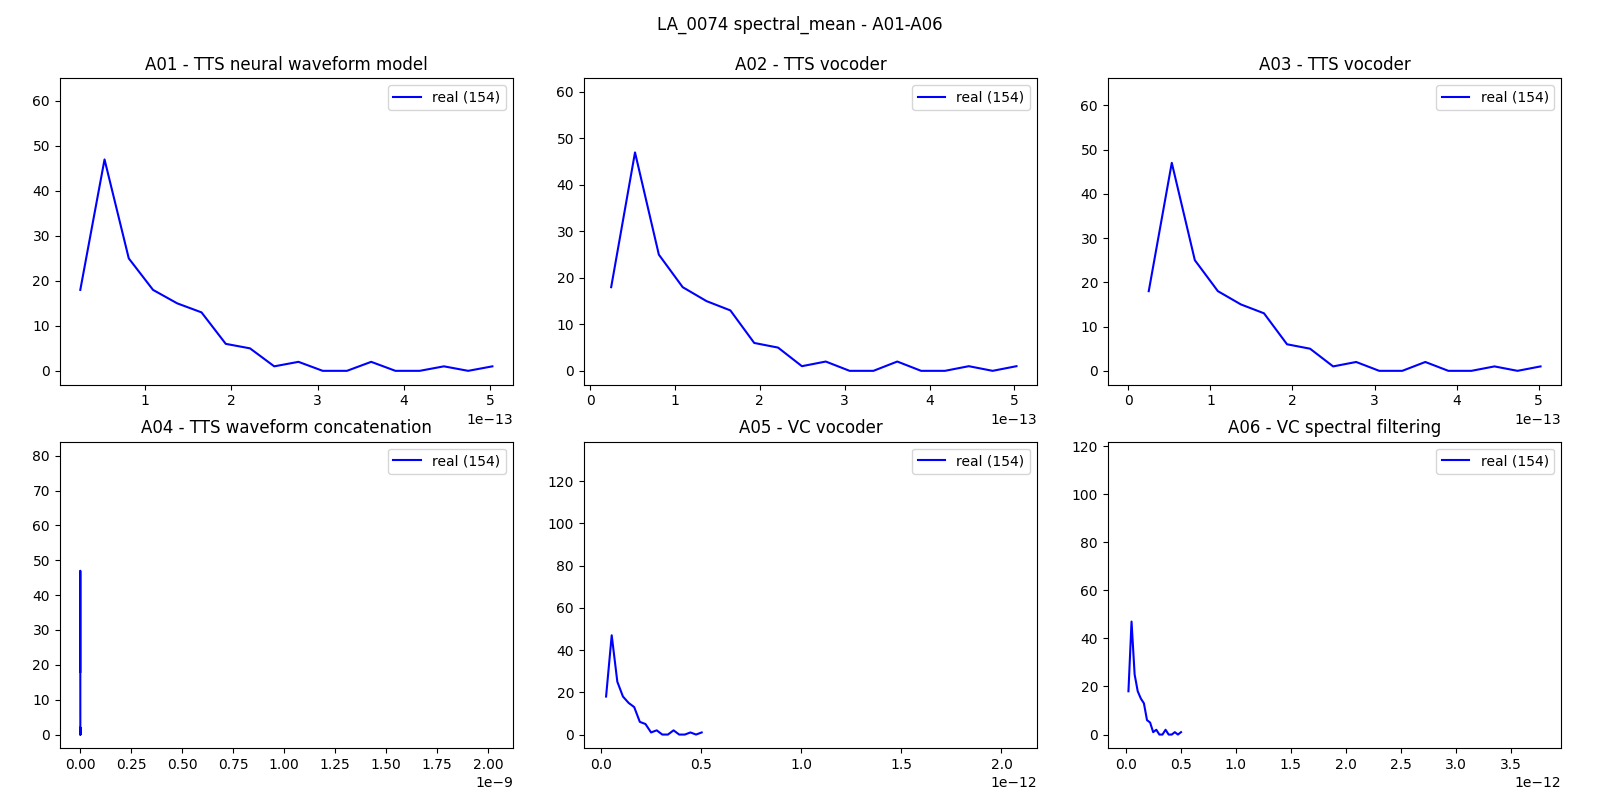 LA_0074 spectral_mean - A01-A06
A01 - TTS neural waveform model
real (154)
60
50
40
30
20
10
0
1 2 3 4 5
1e−13
A02 - TTS vocoder
real (154)
60
50
40
30
20
10
0
0 1 2 3 4 5
1e−13
A03 - TTS vocoder
real (154)
60
50
40
30
20
10
0
0 1 2 3 4 5
1e−13
A04 - TTS waveform concatenation
real (154)
80
70
60
50
40
30
20
10
0
0.00 0.25 0.50 0.75 1.00 1.25 1.50 1.75 2.00
1e−9
A05 - VC vocoder
real (154)
120
100
80
60
40
20
0
0.0 0.5 1.0 1.5 2.0
1e−12
A06 - VC spectral filtering
real (154)
120
100
80
60
40
20
0
0.0 0.5 1.0 1.5 2.0 2.5 3.0 3.5
1e−12